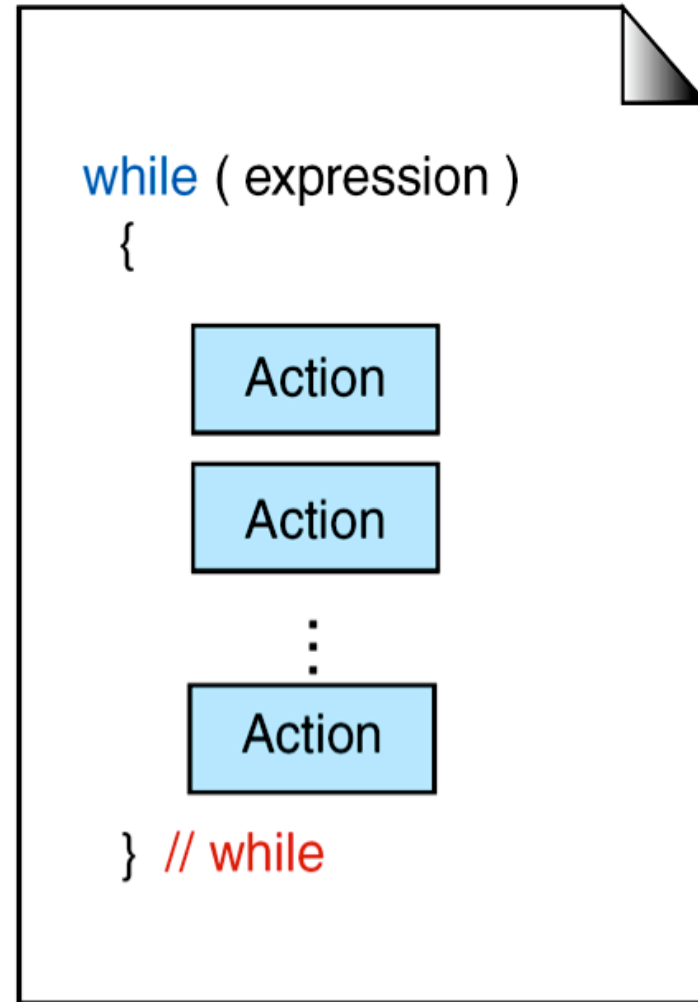 while ( expression )
{
Action
Action
⋮
Action
} // while